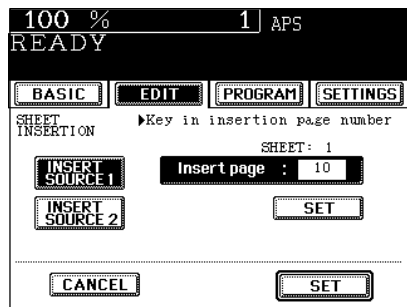 100 % 1 APS
READY
BASIC EDIT PROGRAM SETTINGS
SHEET INSERTION ▶Key in insertion page number
SHEET: 1
INSERT SOURCE 1 Insert page : 10
INSERT SOURCE 2 SET
CANCEL SET